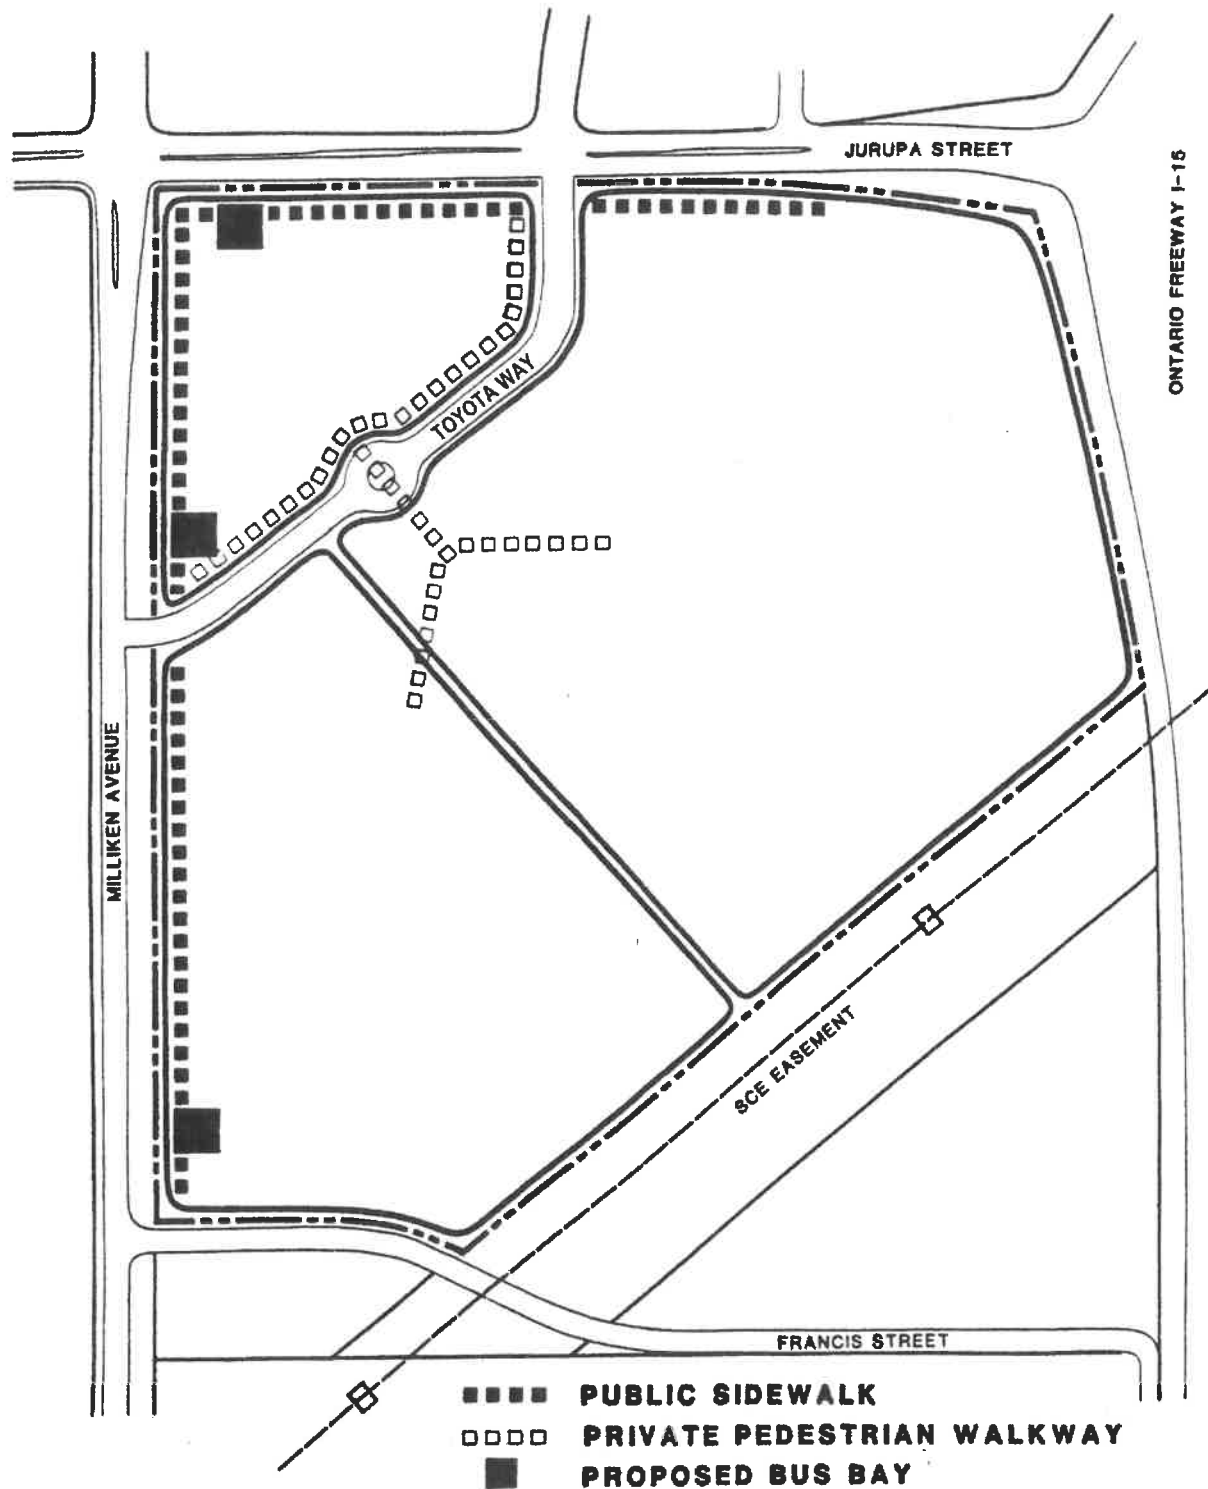 JURUPA STREET
ONTARIO FREEWAY I-15
TOYOTA WAY
MILLIKEN AVENUE
SCE EASEMENT
FRANCIS STREET
PUBLIC SIDEWALK
PRIVATE PEDESTRIAN WALKWAY
PROPOSED BUS BAY